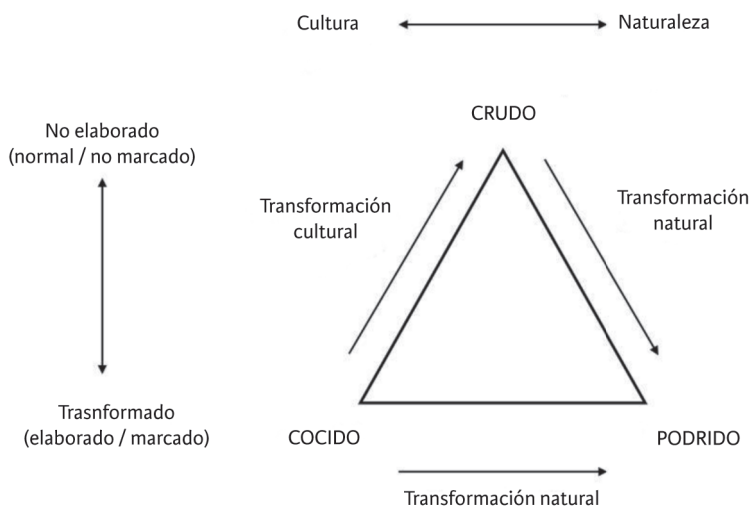 Cultura
Naturaleza
CRUDO
No elaborado
(normal / no marcado)
Transformación
cultural
Transformación
natural
Trasnformado
(elaborado / marcado)
COCIDO
PODRIDO
Transformación natural